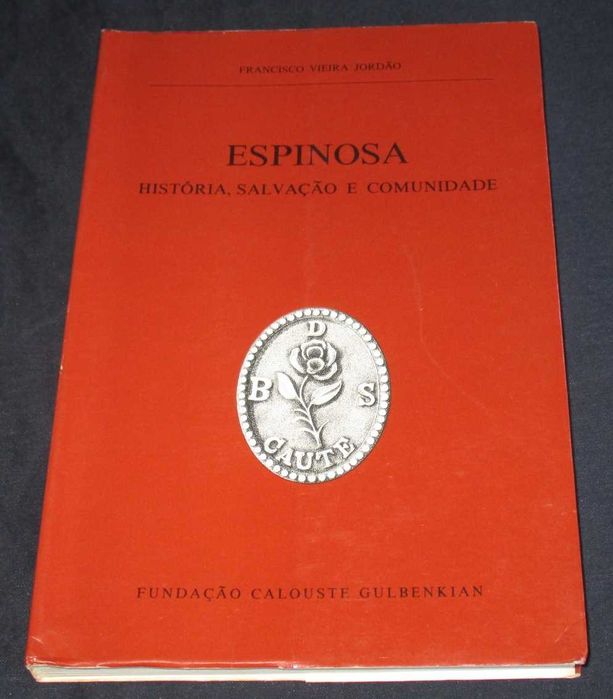 FRANCISCO VIEIRA JORDÃO
ESPINOSA
HISTÓRIA, SALVAÇÃO E COMUNIDADE
D
B S
CAUTE
FUNDAÇÃO CALOUSTE GULBENKIAN